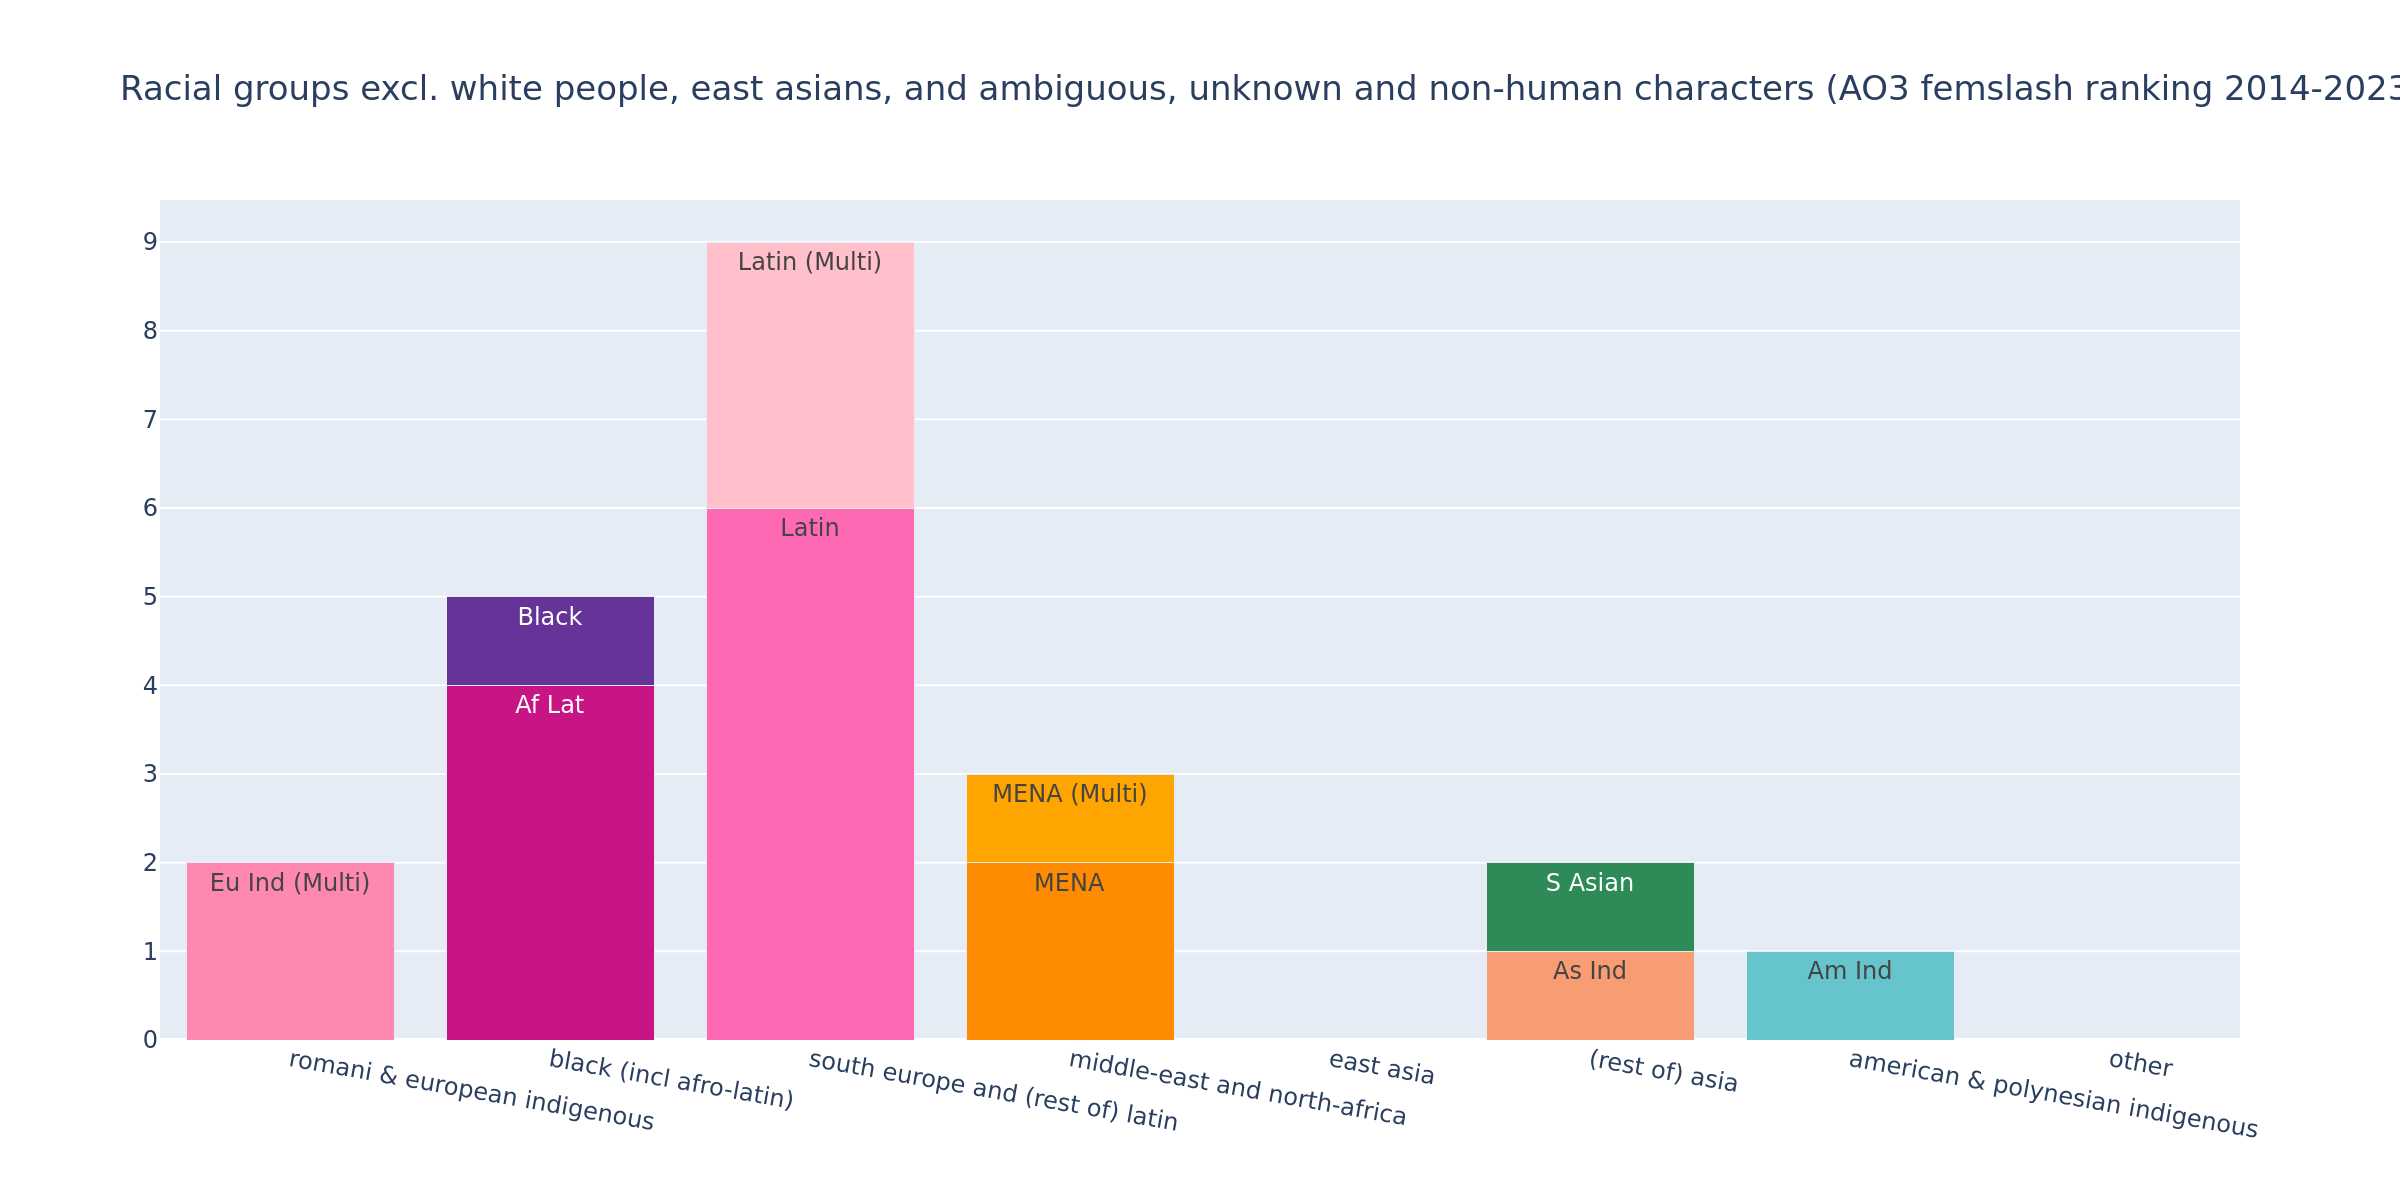 Racial groups excl. white people, east asians, and ambiguous, unknown and non-human characters (AO3 femslash ranking 2014-2023
9
8
7
6
5
4
3
2
1
0
Latin (Multi)
Latin
Black
Af Lat
MENA (Multi)
MENA
Eu Ind (Multi)
S Asian
As Ind
Am Ind
romani & european indigenous
black (incl afro-latin)
south europe and (rest of) latin
middle-east and north-africa
east asia
(rest of) asia
american & polynesian indigenous
other